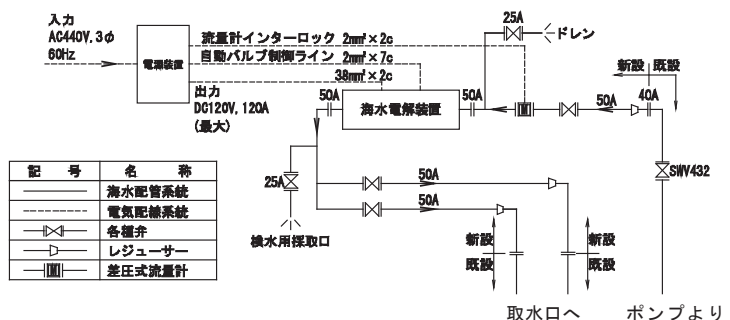 入力
AC440V, 3φ
60Hz
電源装置
流量計インターロック 2mm²×2c
自動バルブ制御ライン 2mm²×7c
38mm²×2c
出力
DC120V, 120A
(最大)
25A
ドレン
50A
海水電解装置
50A
新設 既設
50A
40A
SWV432
記 号 名 称
海水配管系統
電気配線系統
各種弁
レジューサー
差圧式流量計
25A
検水用採取口
50A
50A
新設
既設
新設
既設
取水口へ
ポンプより